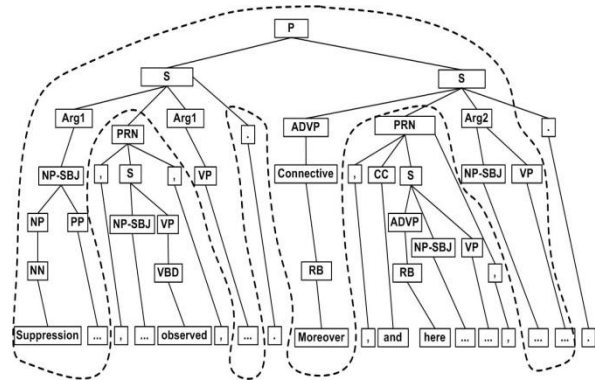 P
S S
Arg1 PRN Arg1 . ADVP PRN Arg2 .
NP-SBJ , S , VP Connective , CC S NP-SBJ VP
NP PP NP-SBJ VP ADVP NP-SBJ VP
NN VBD RB RB ,
Suppression ... , ... observed , ... . Moreover , and here ... ... , ... ... .